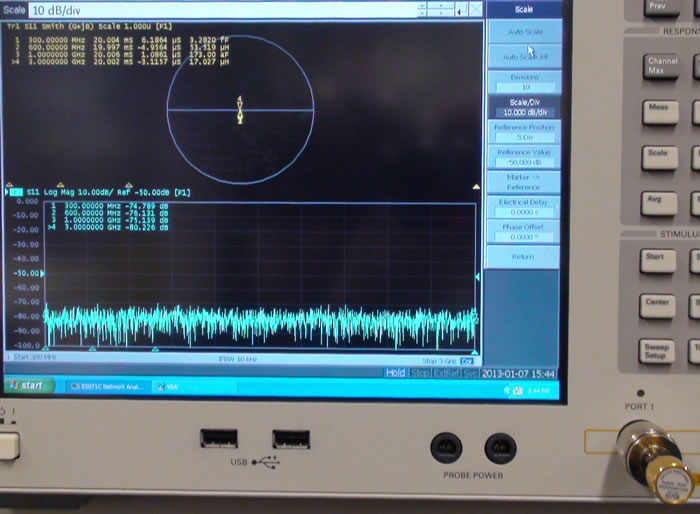 Scale 10 dB/div
Tr1 S11 Smith (G+jB) Scale 1.000U [F1]
1 300.00000 MHz 20.004 mS 6.1864 µS 3.2820 fF
2 600.00000 MHz 19.997 mS -4.9564 µS 53.519 µH
3 1.0000000 GHz 20.006 mS 1.0861 µS 173.00 aF
>4 3.0000000 GHz 20.002 mS -3.1157 µS 17.027 µH
S11 Log Mag 10.00dB/ Ref -50.00dB [F1]
0.000
-10.00
-20.00
-30.00
-40.00
-50.00
-60.00
-70.00
-80.00
-90.00
-100.0
1 300.00000 MHz -74.789 dB
2 600.00000 MHz -76.131 dB
3 1.0000000 GHz -75.139 dB
>4 3.0000000 GHz -80.226 dB
1 Start 300 kHz
IFBW 10 kHz
Stop 3 GHz Cor
Hold Stop ExtRef Svc 2013-01-07 15:44
start
E5071C Network Anal...
VBA
5:44 PM
Scale
Auto Scale
Auto Scale All
Divisions
10
Scale/Div
10.000 dB/div
Reference Position
5 Div
Reference Value
-50.000 dB
Marker ->
Reference
Electrical Delay
0.0000 s
Phase Offset
0.0000 °
Return
Prev
RESPON
Channel
Max
Meas
Scale
Avg
STIMULUS
Start
Center
Sweep
Setup
USB
PROBE POWER
PORT 1